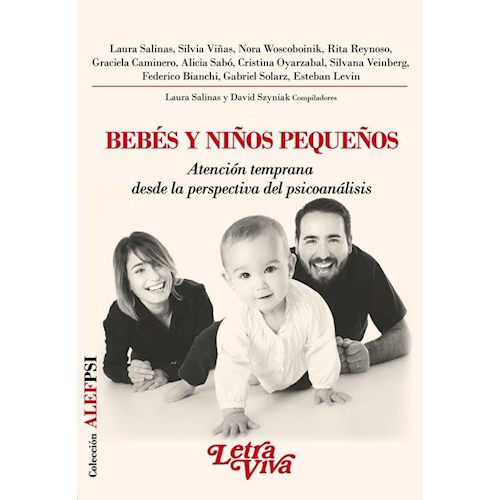 Laura Salinas, Silvia Viñas, Nora Woscoboinik, Rita Reynoso,
Graciela Caminero, Alicia Sabó, Cristina Oyarzabal, Silvana Veinberg,
Federico Bianchi, Gabriel Solarz, Esteban Levin
Laura Salinas y David Szyniak Compiladores
BEBÉS Y NIÑOS PEQUEÑOS
Atención temprana
desde la perspectiva del psicoanálisis
Colección ALEFPSI
Letra
Viva